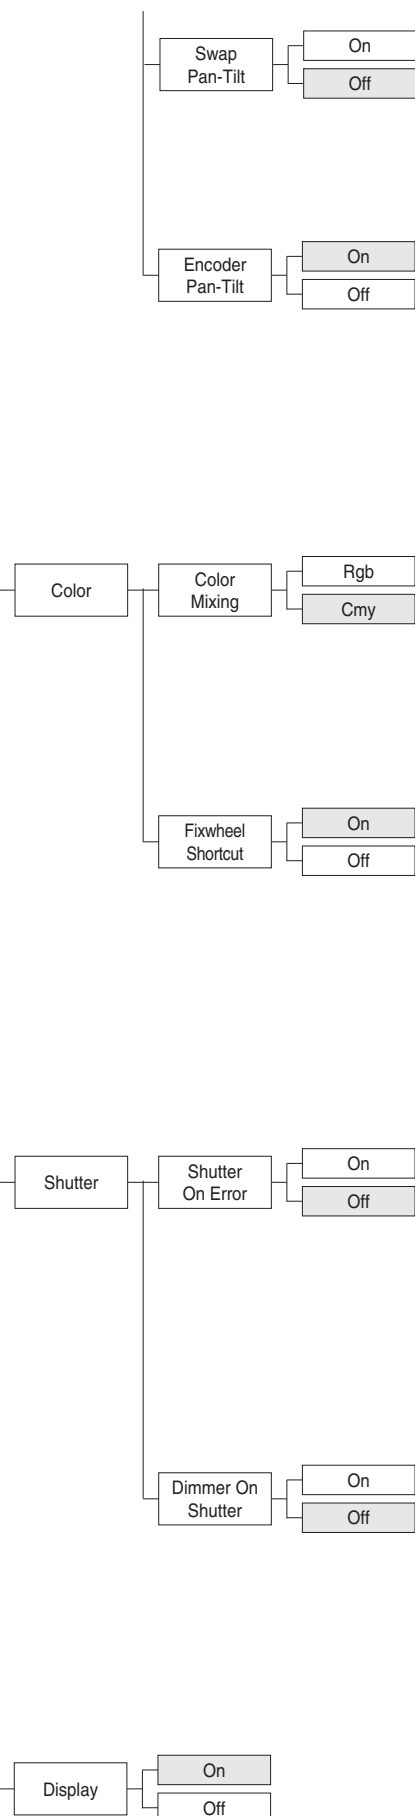 Swap
Pan-Tilt
On
Off
Encoder
Pan-Tilt
On
Off
Color
Color
Mixing
Rgb
Cmy
Fixwheel
Shortcut
On
Off
Shutter
Shutter
On Error
On
Off
Dimmer On
Shutter
On
Off
Display
On
Off